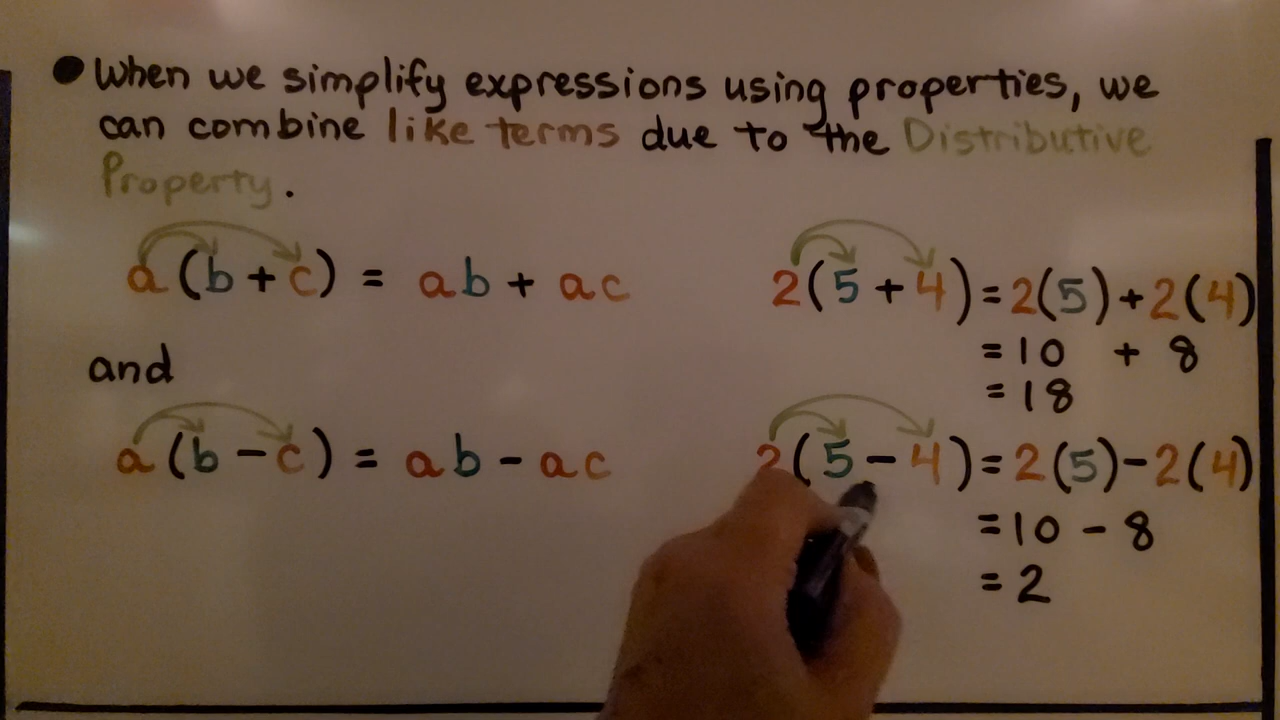 • When we simplify expressions using properties, we
can combine like terms due to the Distributive
Property.
a(b+c) = ab + ac
2(5+4)=2(5)+2(4)
=10 + 8
=18
and
a(b-c) = ab - ac
2(5-4)=2(5)-2(4)
=10 - 8
=2